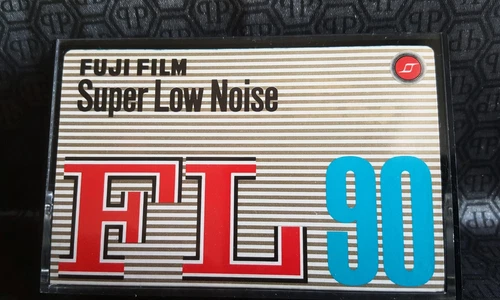 FUJI FILM
Super Low Noise
FL 90